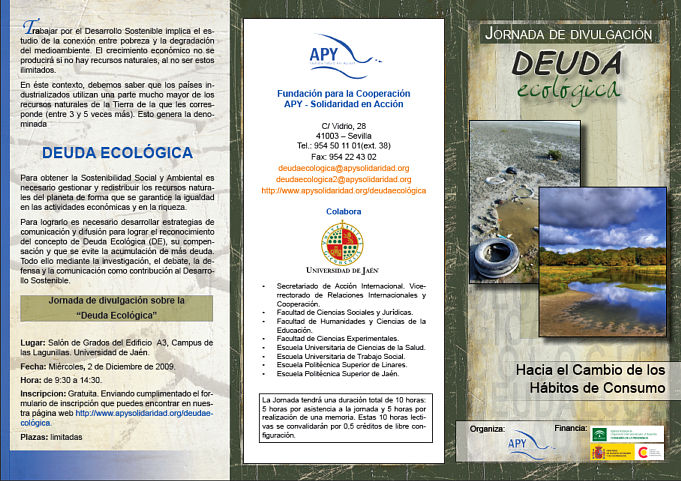 Trabajar por el Desarrollo Sostenible implica el es-
tudio de la conexión entre pobreza y la degradación
del medioambiente. El crecimiento económico no se
producirá si no hay recursos naturales, al no ser estos
ilimitados.
En éste contexto, debemos saber que los países in-
dustrializados utilizan una parte mucho mayor de los
recursos naturales de la Tierra de la que les corres-
ponde (entre 3 y 5 veces más). Esto genera la deno-
minada
DEUDA ECOLÓGICA
Para obtener la Sostenibilidad Social y Ambiental es
necesario gestionar y redistribuir los recursos natura-
les del planeta de forma que se garantice la igualdad
en las actividades económicas y en la riqueza.
Para lograrlo es necesario desarrollar estrategias de
comunicación y difusión para lograr el reconocimiento
del concepto de Deuda Ecológica (DE), su compen-
sación y que se evite la acumulación de más deuda.
Todo ello mediante la investigación, el debate, la de-
fensa y la comunicación como contribución al Desarro-
llo Sostenible.
Jornada de divulgación sobre la
“Deuda Ecológica”
Lugar: Salón de Grados del Edificio A3, Campus de
las Lagunillas. Universidad de Jaén.
Fecha: Miércoles, 2 de Diciembre de 2009.
Hora: de 9:30 a 14:30.
Inscripcion: Gratuita. Enviando cumplimentado el for-
mulario de inscripción que puedes encontrar en nues-
tra página web http://www.apysolidaridad.org/deudae-
cológica.
Plazas: limitadas
APY
Fundación para la Cooperación
APY - Solidaridad en Acción
C/ Vidrio, 28
41003 – Sevilla
Tel.: 954 50 11 01(ext. 38)
Fax: 954 22 43 02
deudaecologica@apysolidaridad.org
deudaecologica2@apysolidaridad.org
http://www.apysolidaridad.org/deudaecológica
Colabora
UNIVERSIDAD DE JAÉN
- Secretariado de Acción Internacional. Vice-
rrectorado de Relaciones Internacionales y
Cooperación.
- Facultad de Ciencias Sociales y Jurídicas.
- Facultad de Humanidades y Ciencias de la
Educación.
- Facultad de Ciencias Experimentales.
- Escuela Universitaria de Ciencias de la Salud.
- Escuela Universitaria de Trabajo Social.
- Escuela Politécnica Superior de Linares.
- Escuela Politécnica Superior de Jaén.
La Jornada tendrá una duración total de 10 horas:
5 horas por asistencia a la jornada y 5 horas por
realización de una memoria. Estas 10 horas lecti-
vas se convalidarán por 0,5 créditos de libre con-
figuración.
JORNADA DE DIVULGACIÓN
DEUDA
ecológica
Hacia el Cambio de los
Hábitos de Consumo
Organiza:
APY
Financia: